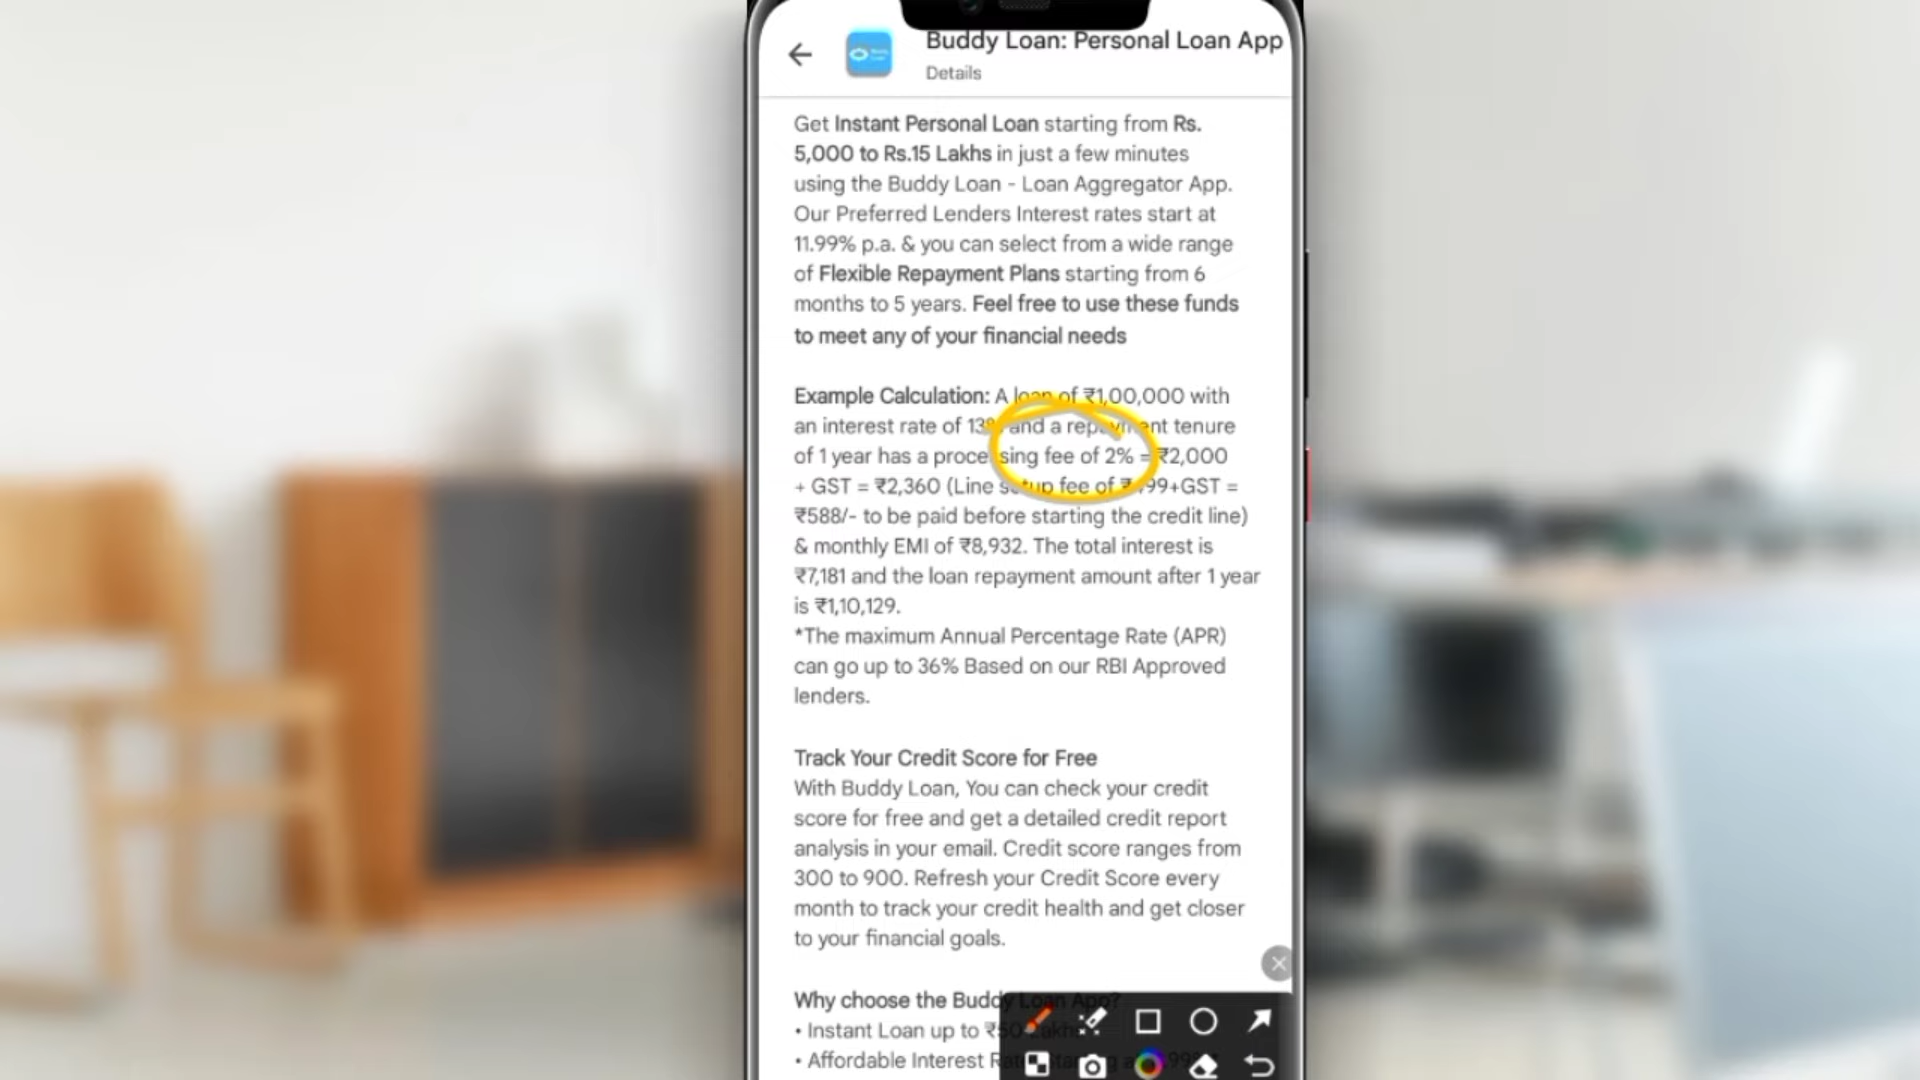 Buddy Loan: Personal Loan App
Details
Get Instant Personal Loan starting from Rs.
5,000 to Rs.15 Lakhs in just a few minutes
using the Buddy Loan - Loan Aggregator App.
Our Preferred Lenders Interest rates start at
11.99% p.a. & you can select from a wide range
of Flexible Repayment Plans starting from 6
months to 5 years. Feel free to use these funds
to meet any of your financial needs
Example Calculation: A loan of ₹1,00,000 with
an interest rate of 13% and a repayment tenure
of 1 year has a processing fee of 2% = ₹2,000
+ GST = ₹2,360 (Line setup fee of ₹499+GST =
₹588/- to be paid before starting the credit line)
& monthly EMI of ₹8,932. The total interest is
₹7,181 and the loan repayment amount after 1 year
is ₹1,10,129.
*The maximum Annual Percentage Rate (APR)
can go up to 36% Based on our RBI Approved
lenders.
Track Your Credit Score for Free
With Buddy Loan, You can check your credit
score for free and get a detailed credit report
analysis in your email. Credit score ranges from
300 to 900. Refresh your Credit Score every
month to track your credit health and get closer
to your financial goals.
Why choose the Buddy Loan App?
• Instant Loan up to ₹50 Lakhs
• Affordable Interest